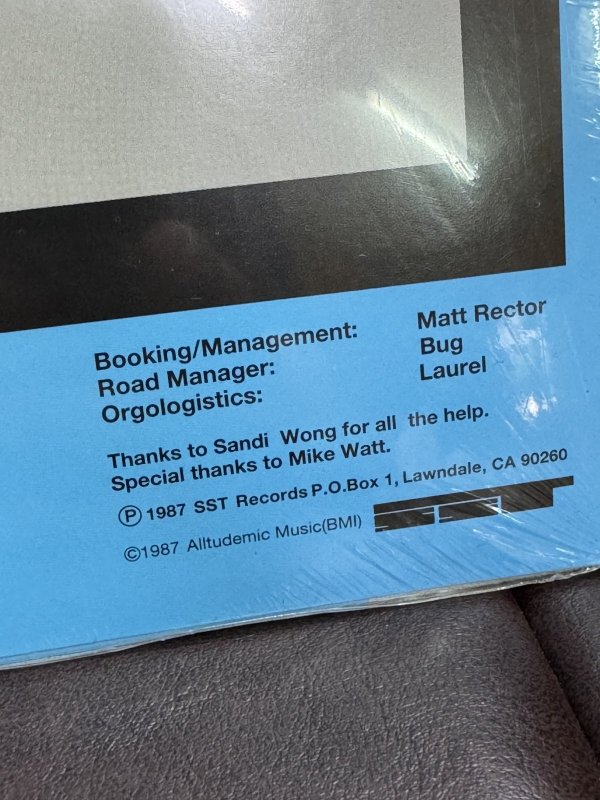 Booking/Management: Matt Rector
Road Manager: Bug
Orgologistics: Laurel
Thanks to Sandi Wong for all the help.
Special thanks to Mike Watt.
Ⓟ 1987 SST Records P.O.Box 1, Lawndale, CA 90260
©1987 Alltudemic Music(BMI)
SST